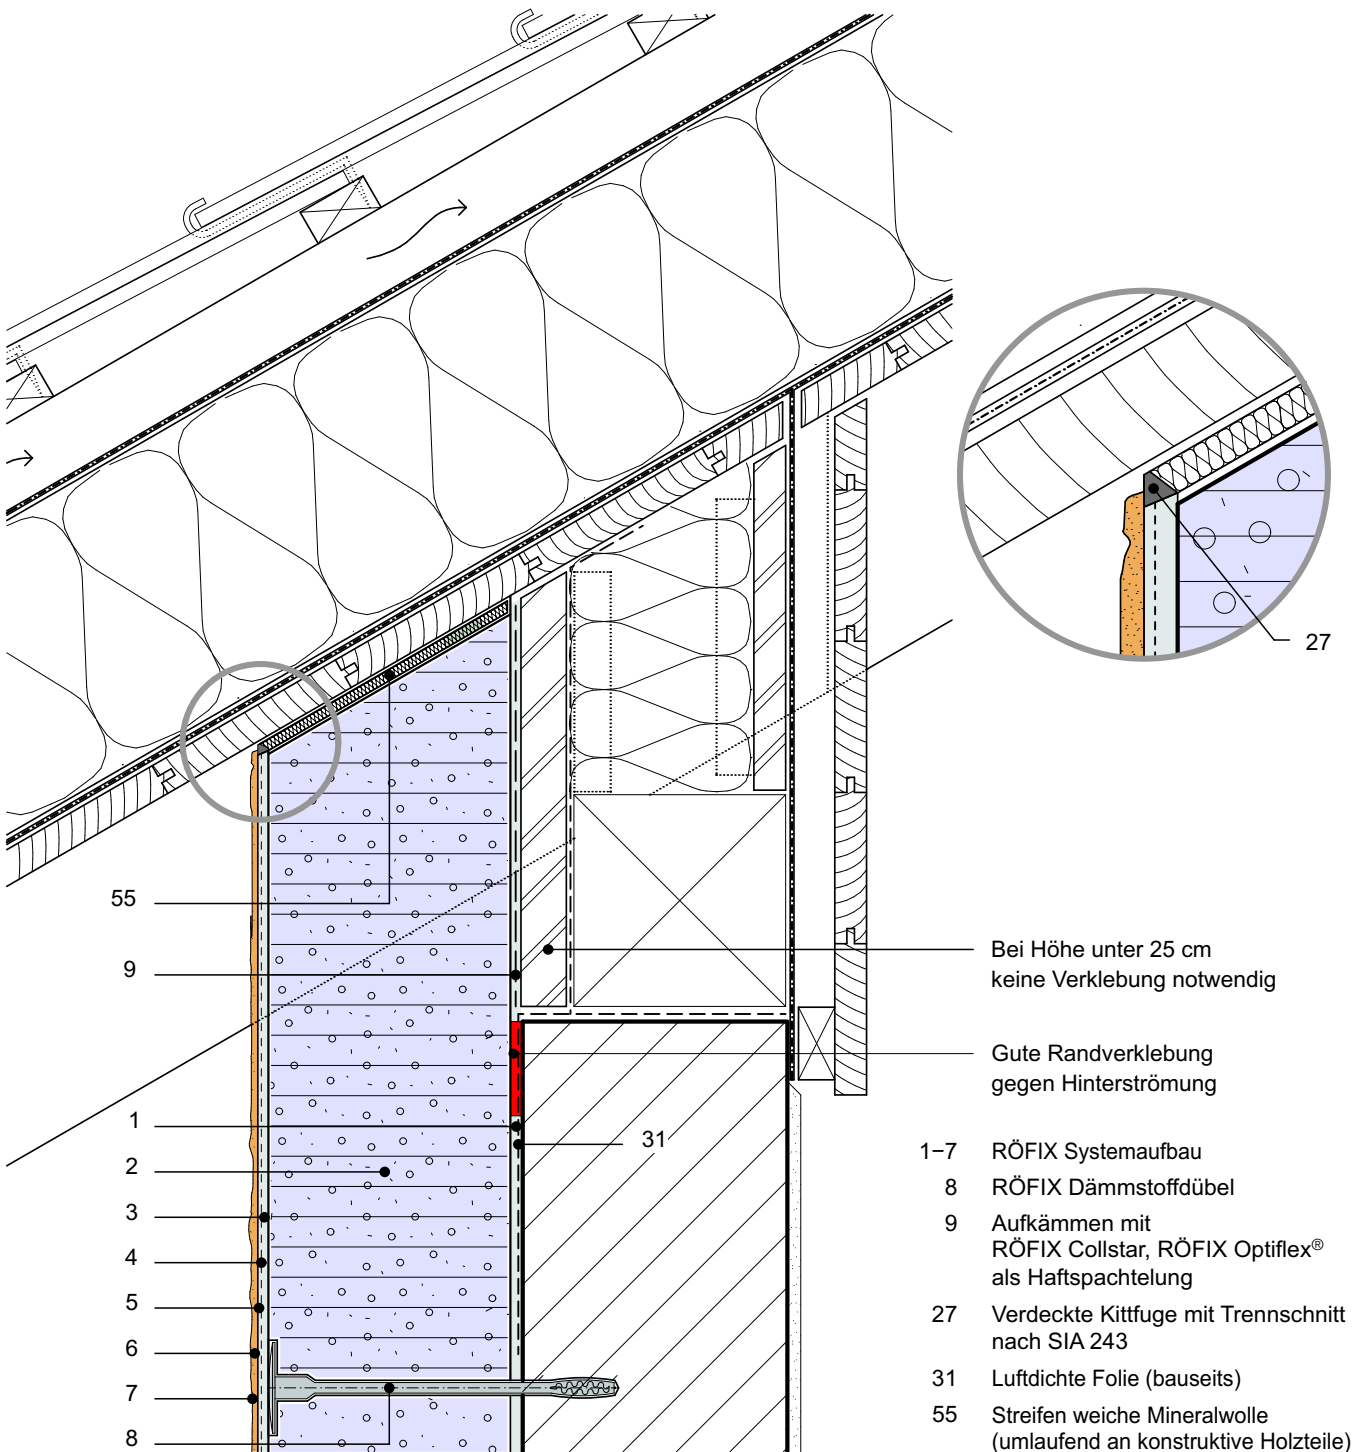 27
55
9
Bei Höhe unter 25 cm
keine Verklebung notwendig
Gute Randverklebung
gegen Hinterströmung
1
31
2
3
4
5
6
7
8
1–7 RÖFIX Systemaufbau
8 RÖFIX Dämmstoffdübel
9 Aufkämmen mit
RÖFIX Collstar, RÖFIX Optiflex®
als Haftspachtelung
27 Verdeckte Kittfuge mit Trennschnitt
nach SIA 243
31 Luftdichte Folie (bauseits)
55 Streifen weiche Mineralwolle
(umlaufend an konstruktive Holzteile)